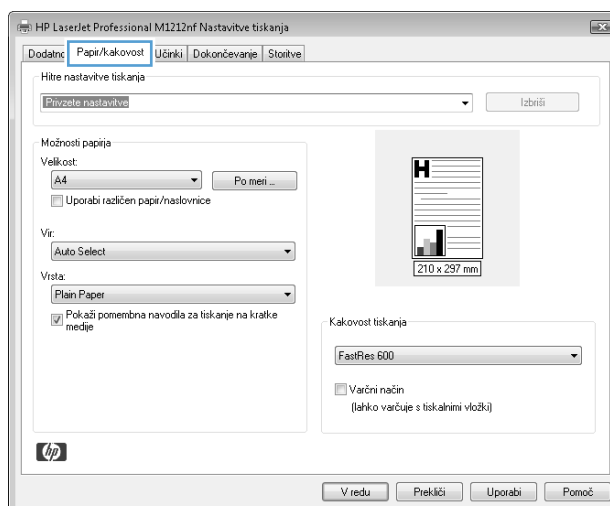 HP LaserJet Professional M1212nf Nastavitve tiskanja
Dodatno Papir/kakovost Učinki Dokončevanje Storitve
Hitre nastavitve tiskanja
Privzete nastavitve
Izbriši
Možnosti papirja
Velikost:
A4
Po meri ...
Uporabi različen papir/naslovnice
Vir:
Auto Select
Vrsta:
Plain Paper
Pokaži pomembna navodila za tiskanje na kratke
medije
H
210 x 297 mm
Kakovost tiskanja
FastRes 600
Varčni način
(lahko varčuje s tiskalnimi vložki)
hp
V redu Prekliči Uporabi Pomoč